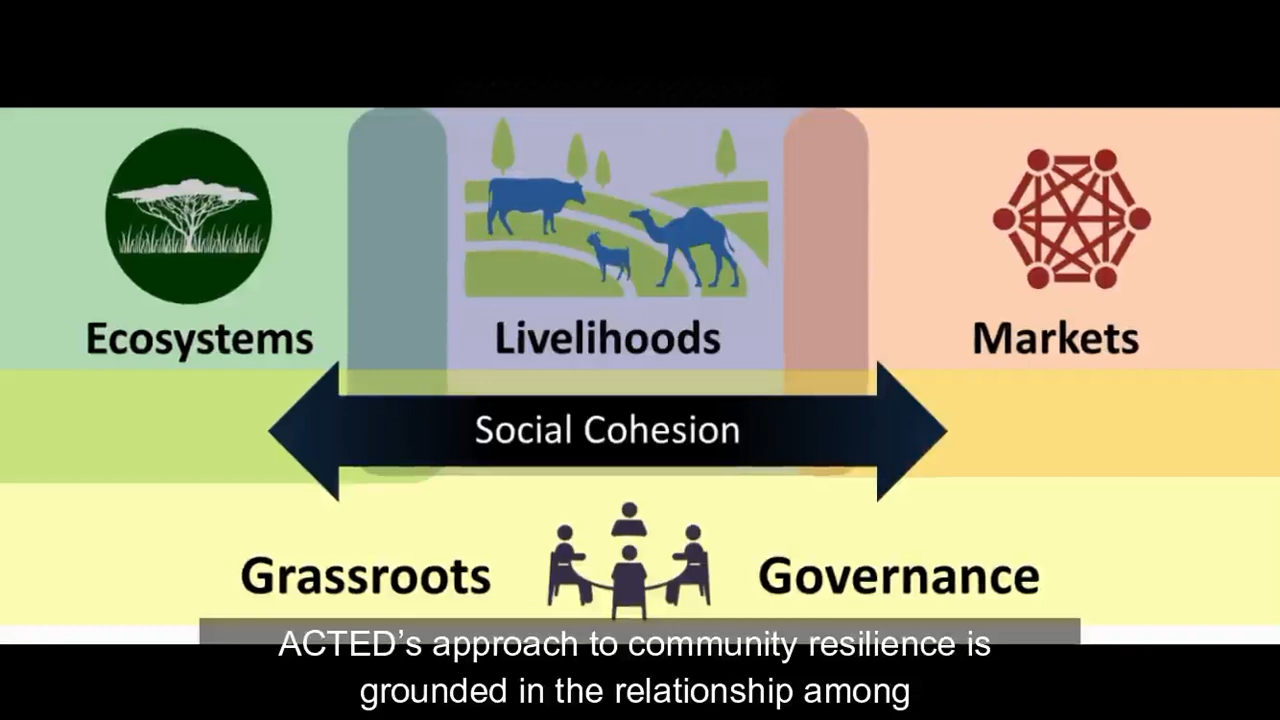 Ecosystems
Livelihoods
Markets
Social Cohesion
Grassroots
Governance
ACTED’s approach to community resilience is
grounded in the relationship among